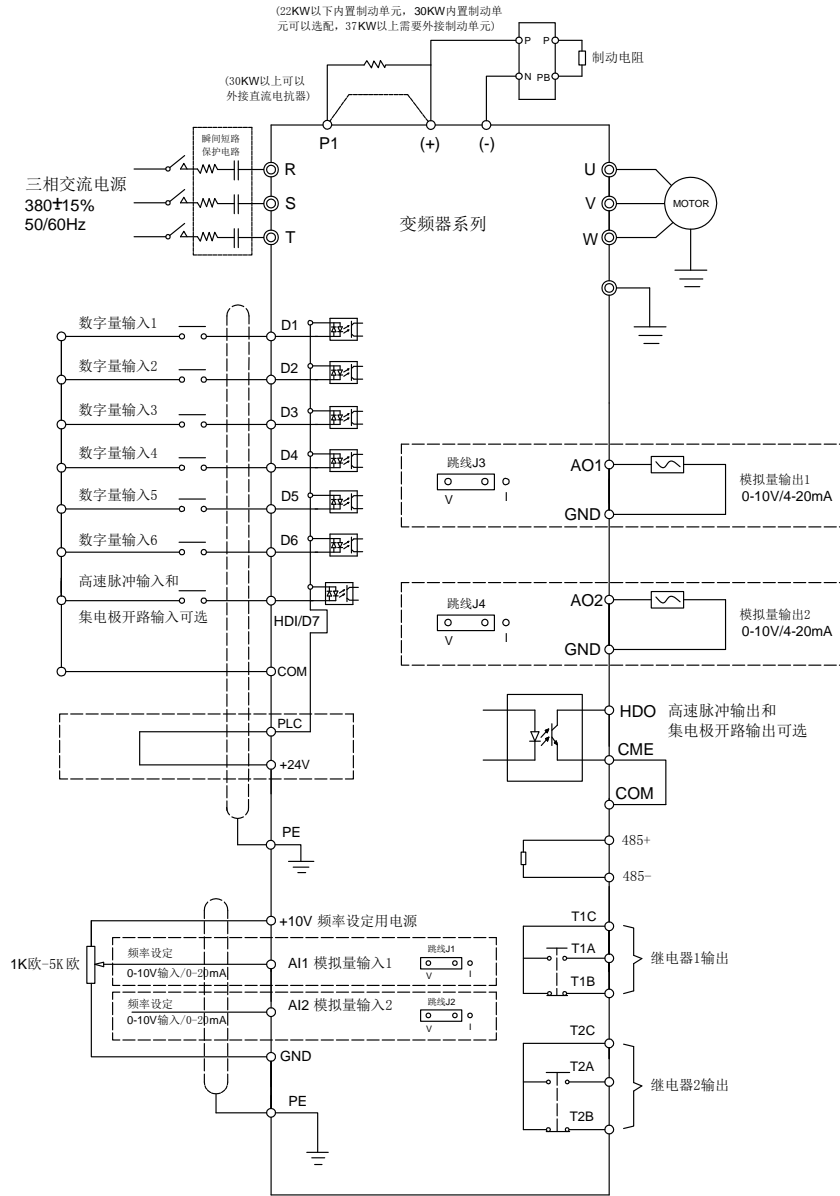 (22KW以下内置制动单元，30KW内置制动单
元可以选配，37KW以上需要外接制动单元)
P P
N PB
制动电阻
(30KW以上可以
外接直流电抗器)
P1 (+) (-)
瞬间短路
保护电路
三相交流电源
380±15%
50/60Hz
R
S
T
变频器系列
U
V
W
MOTOR
数字量输入1
D1
数字量输入2
D2
数字量输入3
D3
数字量输入4
D4
数字量输入5
D5
数字量输入6
D6
高速脉冲输入和
集电极开路输入可选
HDI/D7
COM
PLC
+24V
PE
跳线J3
V I
AO1
GND
模拟量输出1
0-10V/4-20mA
跳线J4
V I
AO2
GND
模拟量输出2
0-10V/4-20mA
HDO 高速脉冲输出和
集电极开路输出可选
CME
COM
485+
485-
+10V 频率设定用电源
1K欧-5K欧
频率设定
0-10V输入/0-20mA
AI1 模拟量输入1
跳线J1
V I
频率设定
0-10V输入/0-20mA
AI2 模拟量输入2
跳线J2
V I
GND
PE
T1C
T1A
T1B
继电器1输出
T2C
T2A
T2B
继电器2输出